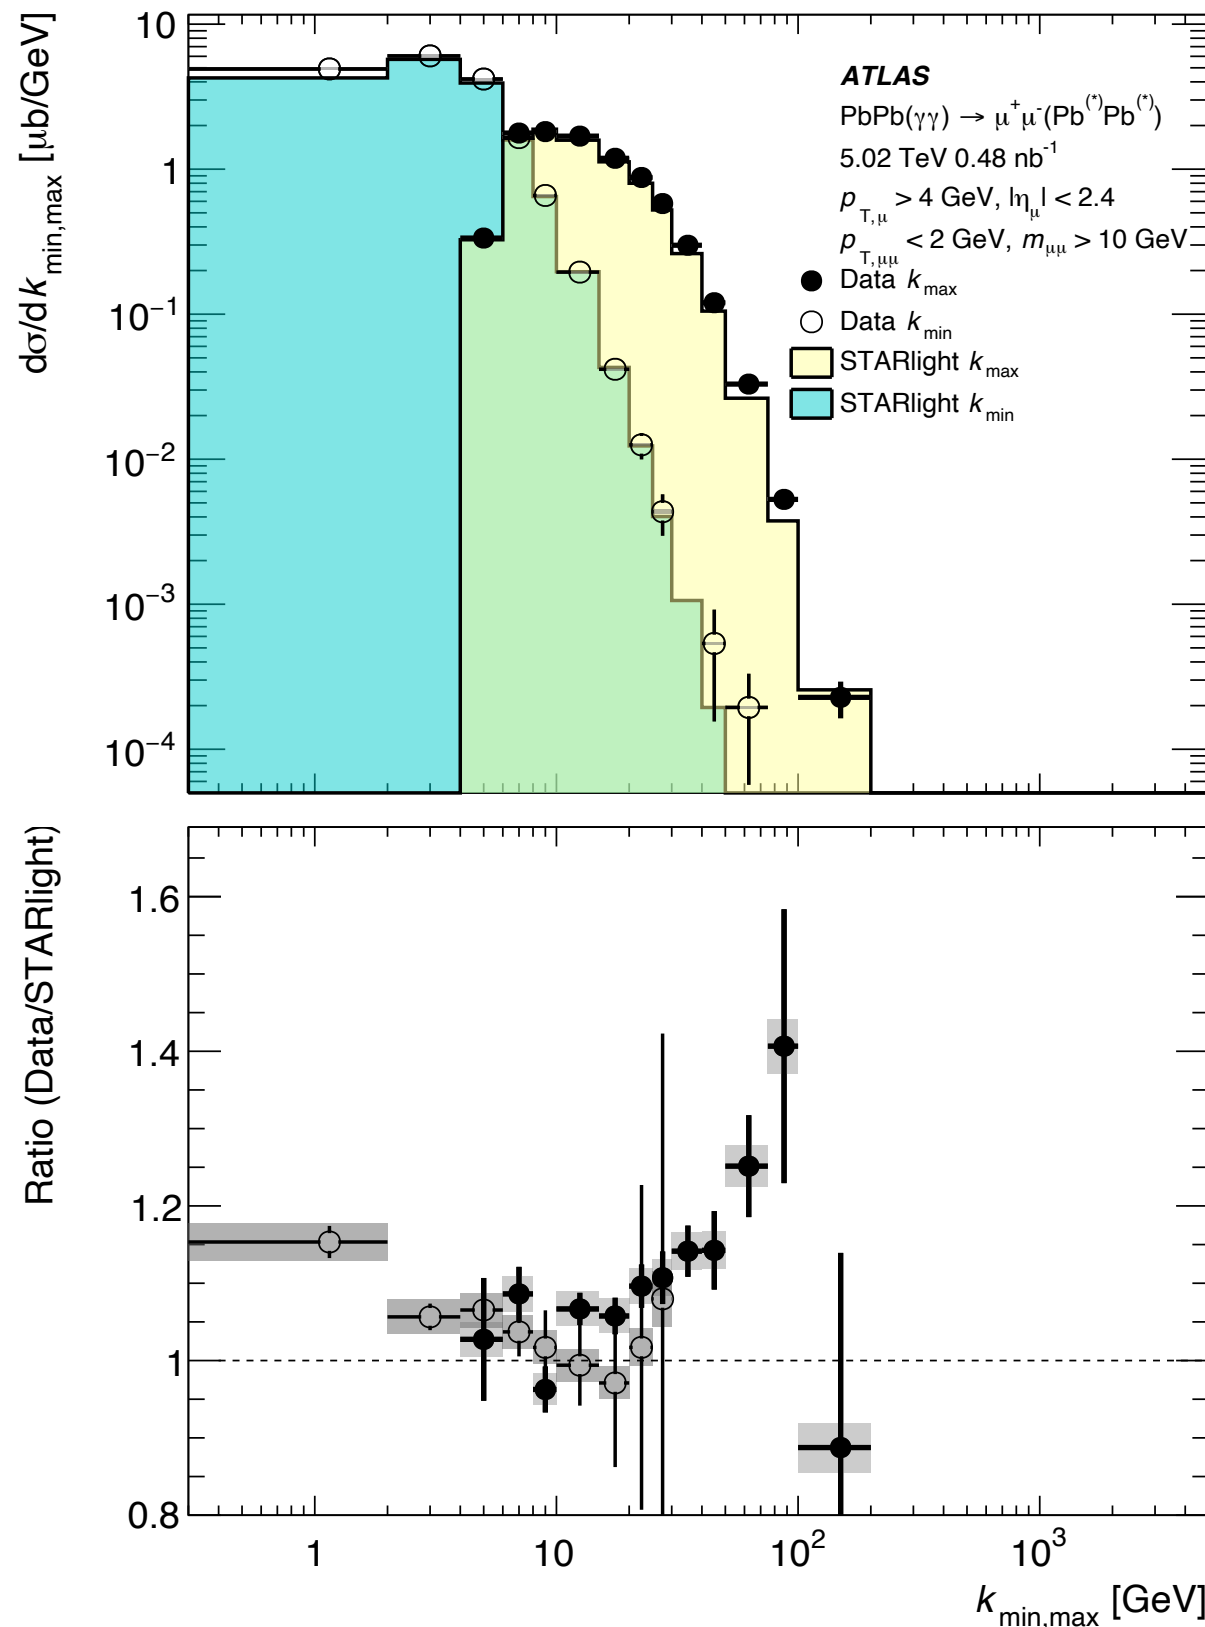 dσ/dk_min,max [μb/GeV]
10
1
10⁻¹
10⁻²
10⁻³
10⁻⁴
ATLAS
PbPb(γγ) → μ⁺μ⁻(Pb⁽*⁾Pb⁽*⁾)
5.02 TeV 0.48 nb⁻¹
p_T,μ > 4 GeV, |η_μ| < 2.4
p_T,μμ < 2 GeV, m_μμ > 10 GeV
Data k_max
Data k_min
STARlight k_max
STARlight k_min
Ratio (Data/STARlight)
1.6
1.4
1.2
1
0.8
1 10 10² 10³
k_min,max [GeV]